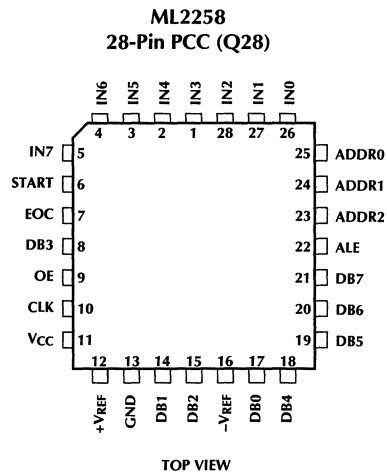 ML2258
28-Pin PCC (Q28)
IN6 IN5 IN4 IN3 IN2 IN1 IN0
4 3 2 1 28 27 26
IN7 5 25 ADDR0
START 6 24 ADDR1
EOC 7 23 ADDR2
DB3 8 22 ALE
OE 9 21 DB7
CLK 10 20 DB6
VCC 11 19 DB5
12 13 14 15 16 17 18
+VREF GND DB1 DB2 –VREF DB0 DB4
TOP VIEW